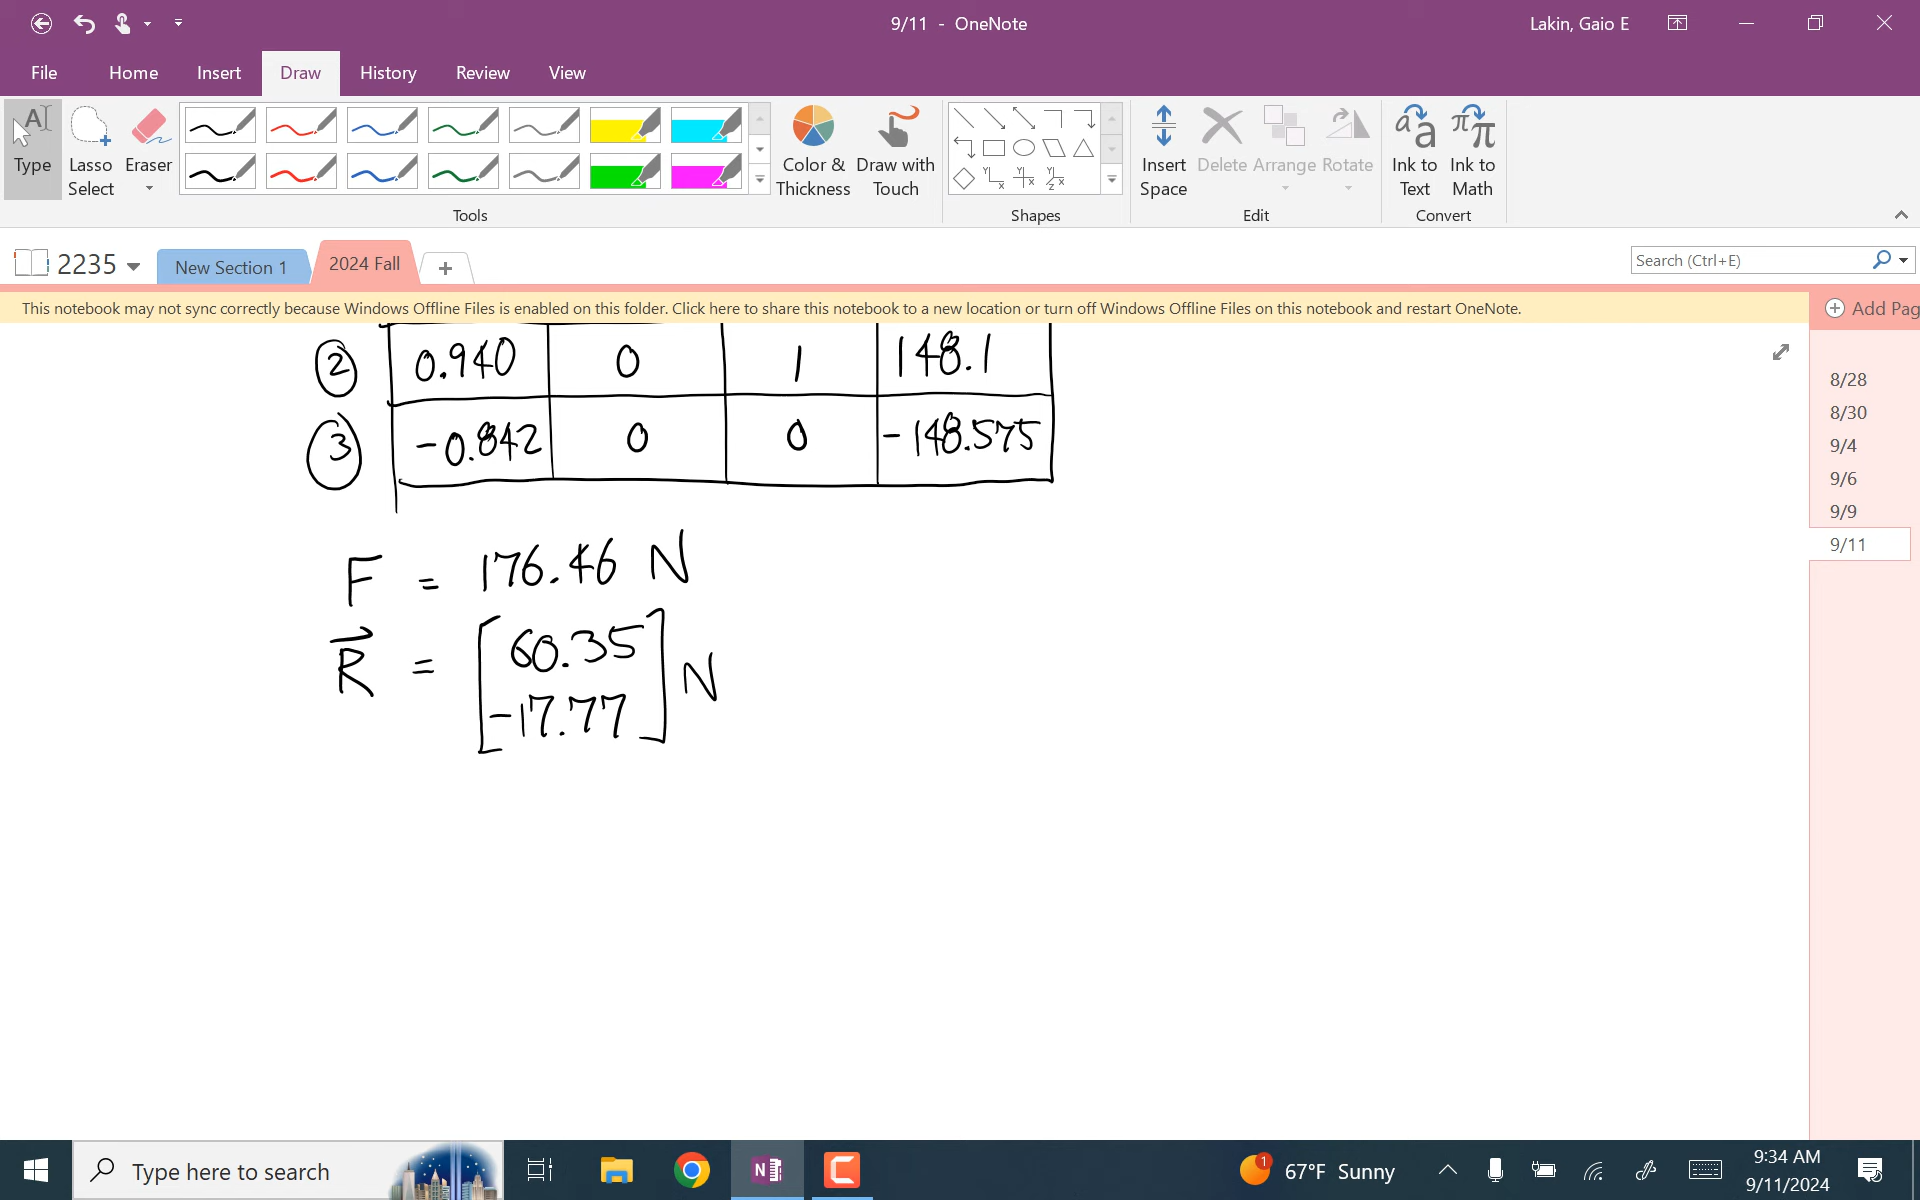 9/11 - OneNote
Lakin, Gaio E
File Home Insert Draw History Review View
Type
Lasso Select
Eraser
Color & Thickness
Draw with Touch
Insert Space
Delete
Arrange
Rotate
Ink to Text
Ink to Math
Tools
Shapes
Edit
Convert
2235
New Section 1
2024 Fall
Search (Ctrl+E)
This notebook may not sync correctly because Windows Offline Files is enabled on this folder. Click here to share this notebook to a new location or turn off Windows Offline Files on this notebook and restart OneNote.
Add Pag
8/28
8/30
9/4
9/6
9/9
9/11
② 0.940 0 1 148.1
③ -0.842 0 0 -148.575
F = 176.46 N
R⃗ = [60.35
-17.77] N
Type here to search
1
67°F Sunny
9:34 AM
9/11/2024